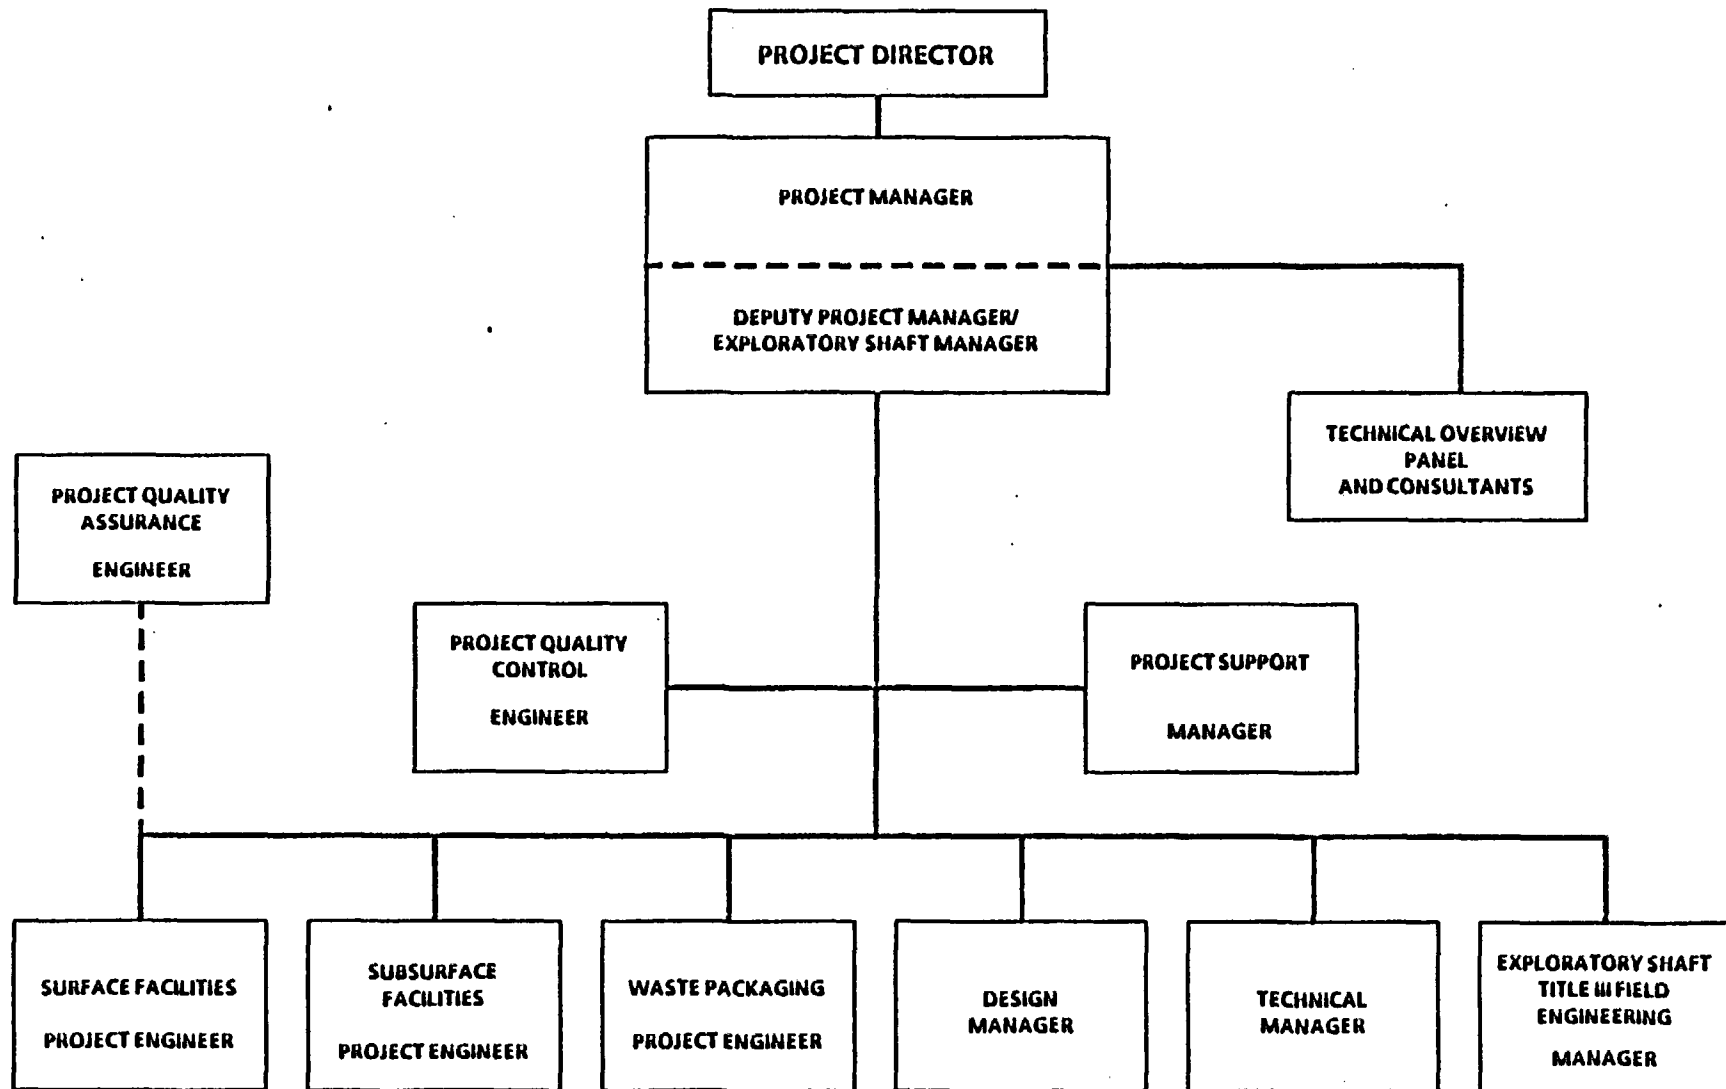 PROJECT DIRECTOR
PROJECT MANAGER
DEPUTY PROJECT MANAGER/
EXPLORATORY SHAFT MANAGER
TECHNICAL OVERVIEW
PANEL
AND CONSULTANTS
PROJECT QUALITY
ASSURANCE
ENGINEER
PROJECT QUALITY
CONTROL
ENGINEER
PROJECT SUPPORT
MANAGER
SURFACE FACILITIES
PROJECT ENGINEER
SUBSURFACE
FACILITIES
PROJECT ENGINEER
WASTE PACKAGING
PROJECT ENGINEER
DESIGN
MANAGER
TECHNICAL
MANAGER
EXPLORATORY SHAFT
TITLE III FIELD
ENGINEERING
MANAGER